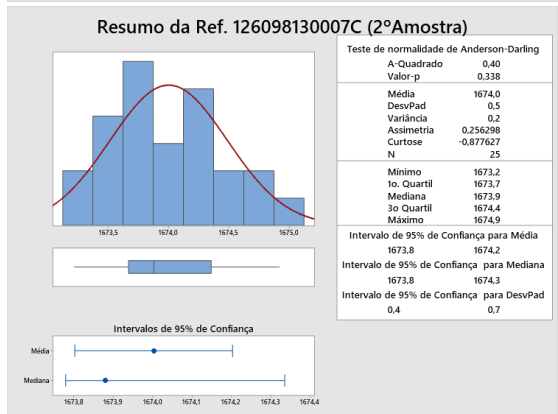 Resumo da Ref. 126098130007C (2ºAmostra)
1673,5 1674,0 1674,5 1675,0
Intervalos de 95% de Confiança
Média
Mediana
1673,8 1673,9 1674,0 1674,1 1674,2 1674,3 1674,4
Teste de normalidade de Anderson-Darling
A-Quadrado 0,40
Valor-p 0,338
Média 1674,0
DesvPad 0,5
Variância 0,2
Assimetria 0,256298
Curtose -0,877627
N 25
Mínimo 1673,2
1o. Quartil 1673,7
Mediana 1673,9
3o Quartil 1674,4
Máximo 1674,9
Intervalo de 95% de Confiança para Média
1673,8 1674,2
Intervalo de 95% de Confiança para Mediana
1673,8 1674,3
Intervalo de 95% de Confiança para DesvPad
0,4 0,7